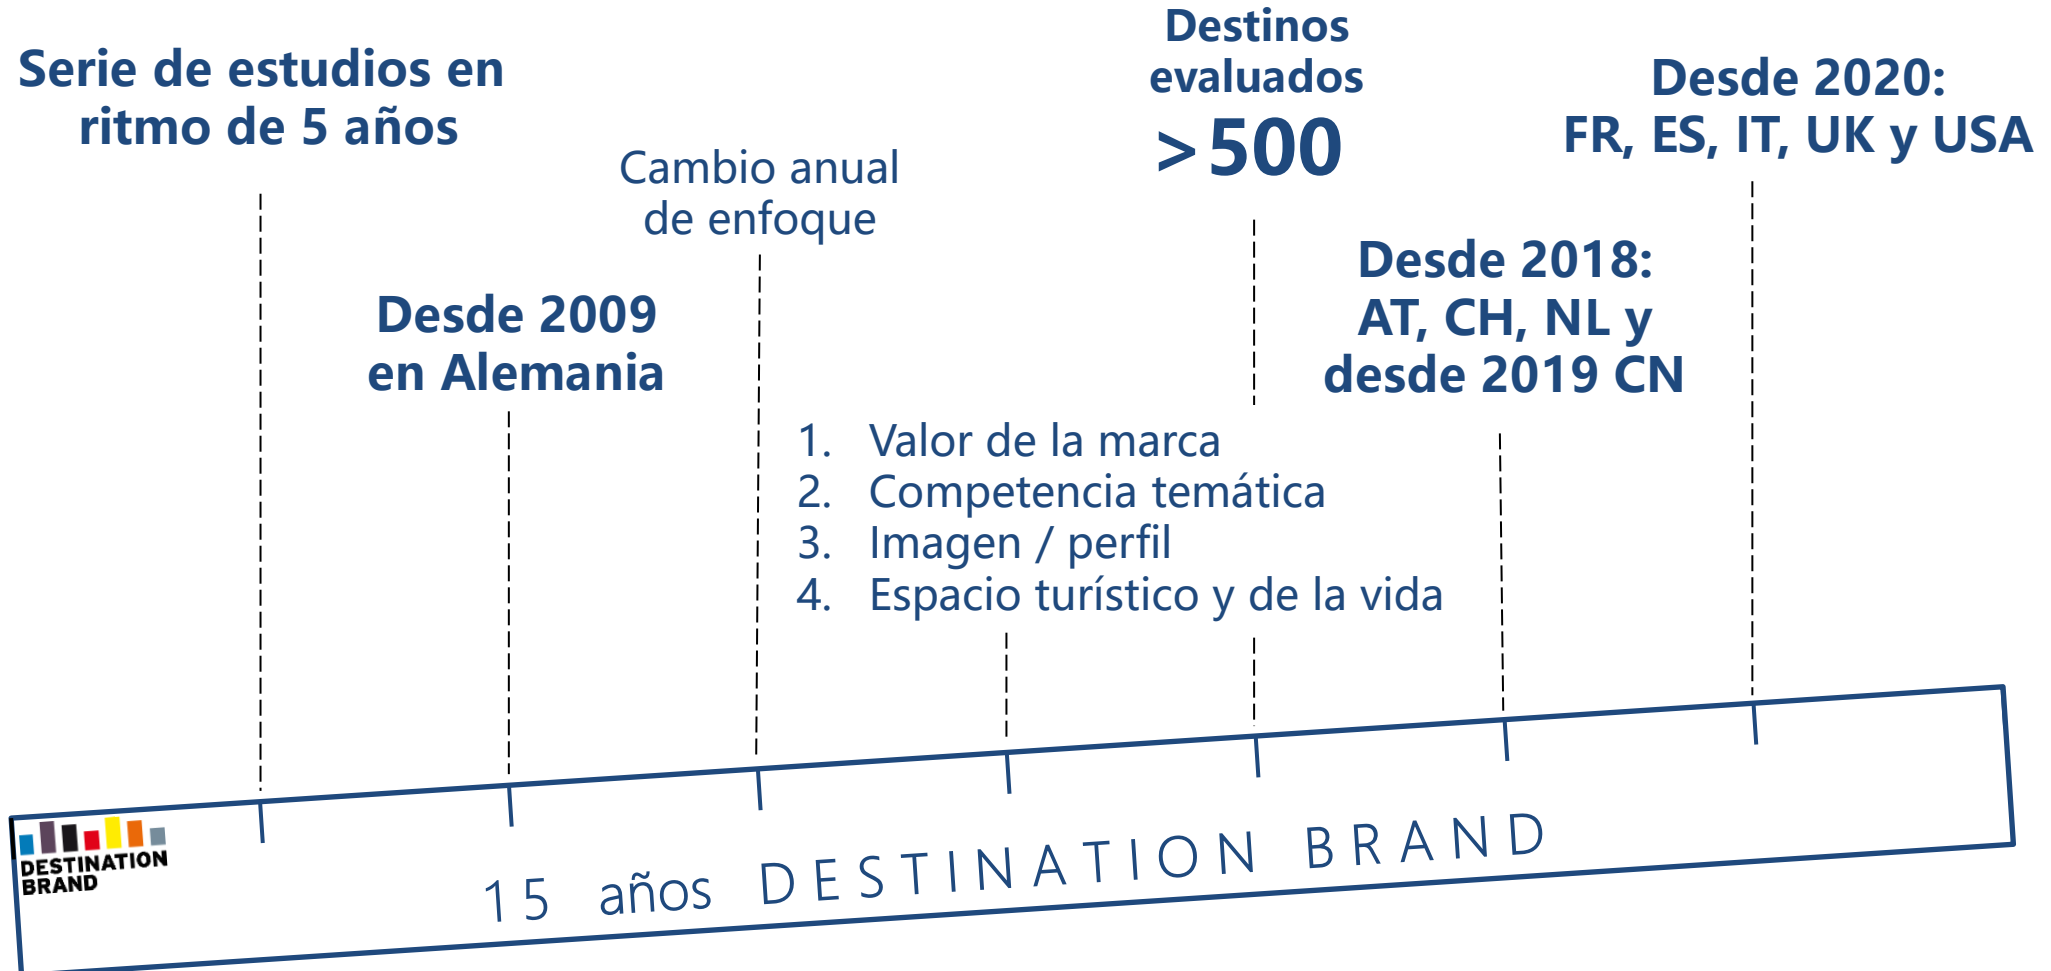 Serie de estudios en
ritmo de 5 años
Desde 2009
en Alemania
Cambio anual
de enfoque
1. Valor de la marca
2. Competencia temática
3. Imagen / perfil
4. Espacio turístico y de la vida
Destinos
evaluados
>500
Desde 2018:
AT, CH, NL y
desde 2019 CN
Desde 2020:
FR, ES, IT, UK y USA
DESTINATION
BRAND
15 años DESTINATION BRAND